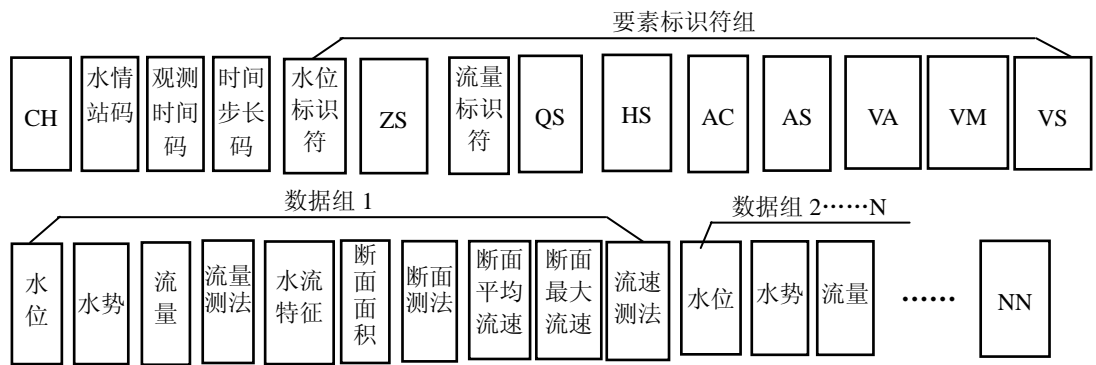 要素标识符组
CH 水情站码 观测时间码 时间步长码 水位标识符 ZS 流量标识符 QS HS AC AS VA VM VS
数据组 1 数据组 2……N
水位 水势 流量 流量测法 水流特征 断面面积 断面测法 断面平均流速 断面最大流速 流速测法 水位 水势 流量 …… NN